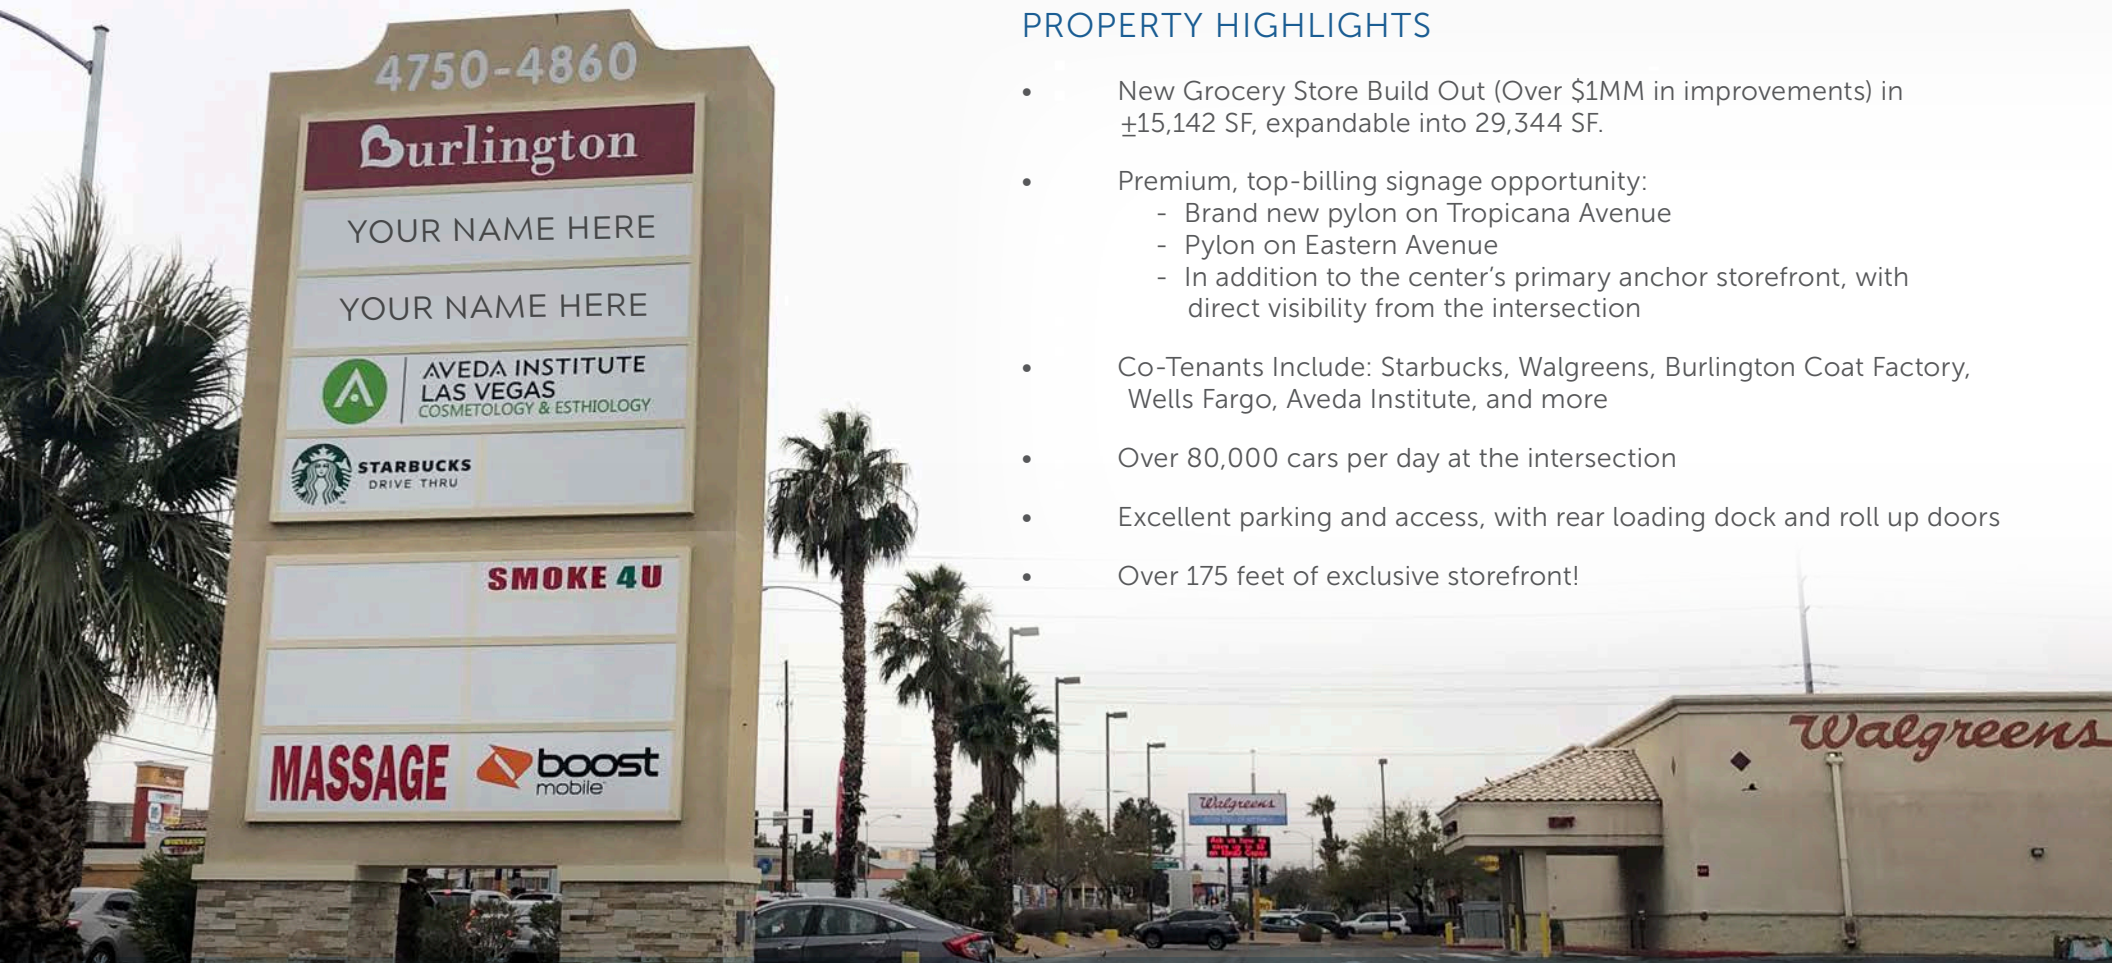 4750-4860
Burlington
YOUR NAME HERE
YOUR NAME HERE
AVEDA INSTITUTE
LAS VEGAS
COSMETOLOGY & ESTHIOLOGY
STARBUCKS
DRIVE THRU
SMOKE 4U
MASSAGE
boost
mobile
PROPERTY HIGHLIGHTS
• New Grocery Store Build Out (Over $1MM in improvements) in
±15,142 SF, expandable into 29,344 SF.
• Premium, top-billing signage opportunity:
- Brand new pylon on Tropicana Avenue
- Pylon on Eastern Avenue
- In addition to the center’s primary anchor storefront, with
direct visibility from the intersection
• Co-Tenants Include: Starbucks, Walgreens, Burlington Coat Factory,
Wells Fargo, Aveda Institute, and more
• Over 80,000 cars per day at the intersection
• Excellent parking and access, with rear loading dock and roll up doors
• Over 175 feet of exclusive storefront!
Walgreens
Walgreens